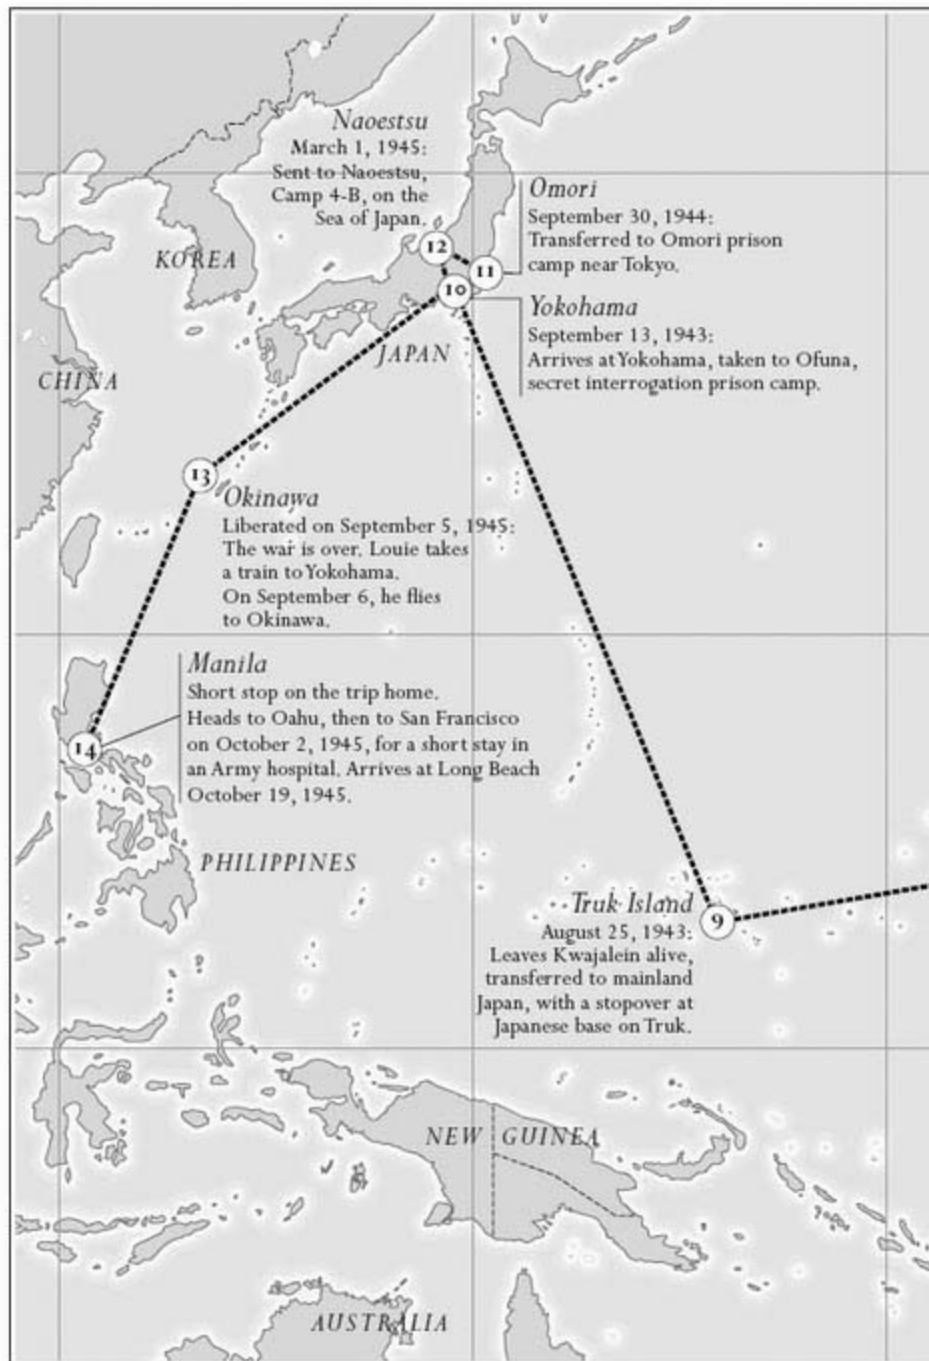 Naoestsu
March 1, 1945:
Sent to Naoestsu,
Camp 4-B, on the
Sea of Japan.
Omori
September 30, 1944:
Transferred to Omori prison
camp near Tokyo.
KOREA
12
11
10
Yokohama
September 13, 1943:
Arrives at Yokohama, taken to Ofuna,
secret interrogation prison camp.
JAPAN
CHINA
13
Okinawa
Liberated on September 5, 1945:
The war is over. Louie takes
a train to Yokohama.
On September 6, he flies
to Okinawa.
Manila
Short stop on the trip home.
Heads to Oahu, then to San Francisco
on October 2, 1945, for a short stay in
an Army hospital. Arrives at Long Beach
October 19, 1945.
14
PHILIPPINES
Truk Island
9
August 25, 1943:
Leaves Kwajalein alive,
transferred to mainland
Japan, with a stopover at
Japanese base on Truk.
NEW GUINEA
AUSTRALIA